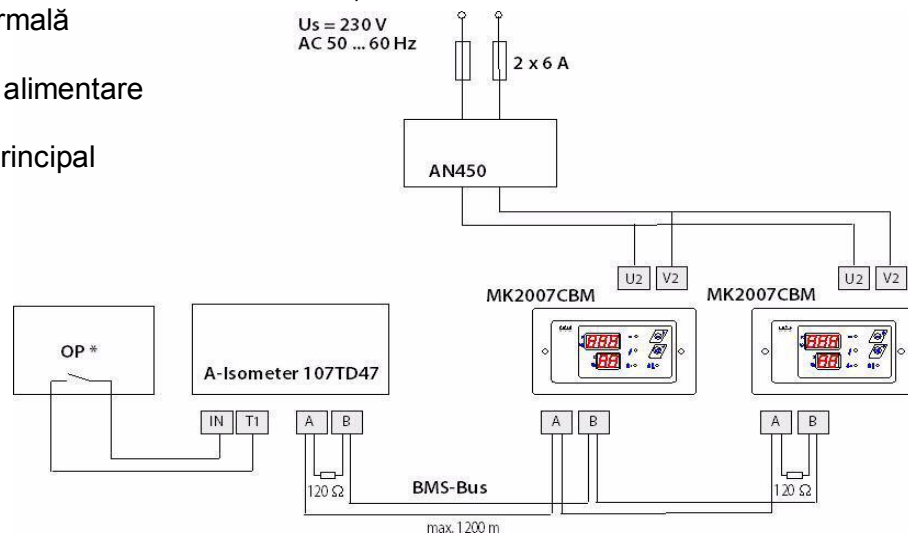 rmală
alimentare
rincipal
Us = 230 V
AC 50 ... 60 Hz
2 x 6 A
AN450
U2 V2
U2 V2
MK2007CBM
MK2007CBM
OP *
A-Isometer 107TD47
IN T1
A B
A B
A B
120 Ω
BMS-Bus
120 Ω
max. 1200 m